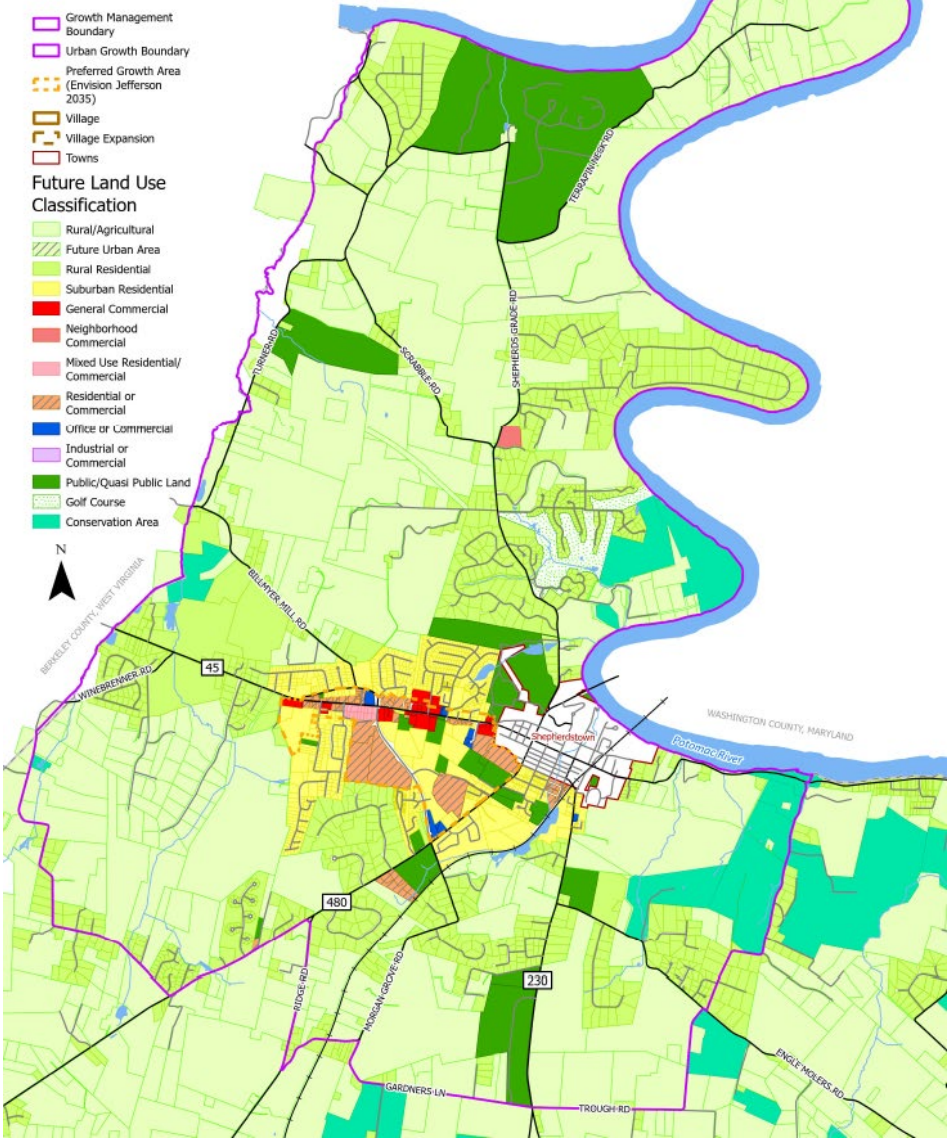 Growth Management
Boundary
Urban Growth Boundary
Preferred Growth Area
(Envision Jefferson
2035)
Village
Village Expansion
Towns
Future Land Use
Classification
Rural/Agricultural
Future Urban Area
Rural Residential
Suburban Residential
General Commercial
Neighborhood
Commercial
Mixed Use Residential/
Commercial
Residential or
Commercial
Office or Commercial
Industrial or
Commercial
Public/Quasi Public Land
Golf Course
Conservation Area
N
TERRAPIN NECK RD
SHEPHERDS GRADE RD
TURNER RD
SCRABBLE RD
BERKELEY COUNTY, WEST VIRGINIA
BILLMYER MILL RD
45
WINEBRENNER RD
WASHINGTON COUNTY, MARYLAND
Shepherdstown
Potomac River
480
RIDGE RD
MORGAN GROVE RD
230
ENGLE MOLERS RD
GARDNERS LN
TROUGH RD